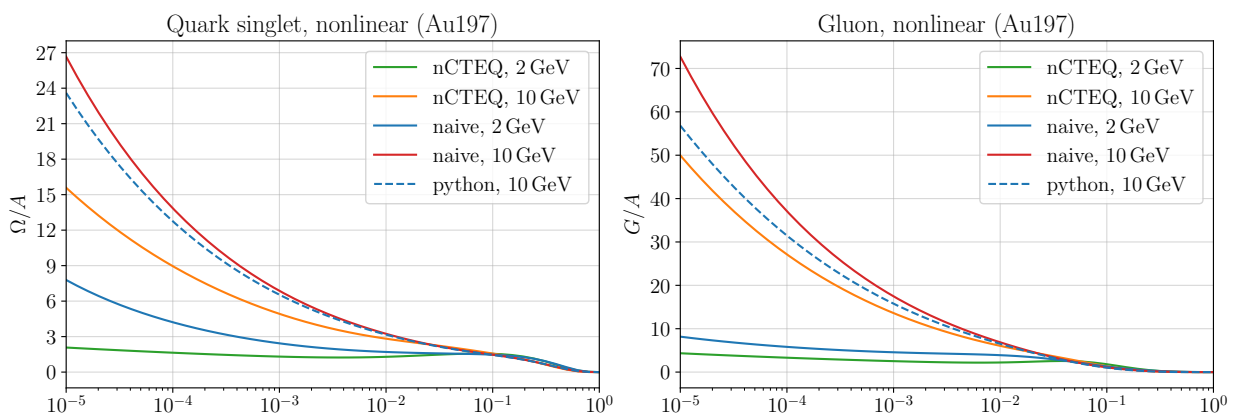 Quark singlet, nonlinear (Au197)
27
24
21
18
15
12
9
6
3
0
Ω/A
nCTEQ, 2 GeV
nCTEQ, 10 GeV
naive, 2 GeV
naive, 10 GeV
python, 10 GeV
10⁻⁵ 10⁻⁴ 10⁻³ 10⁻² 10⁻¹ 10⁰
Gluon, nonlinear (Au197)
70
60
50
40
30
20
10
0
G/A
nCTEQ, 2 GeV
nCTEQ, 10 GeV
naive, 2 GeV
naive, 10 GeV
python, 10 GeV
10⁻⁵ 10⁻⁴ 10⁻³ 10⁻² 10⁻¹ 10⁰